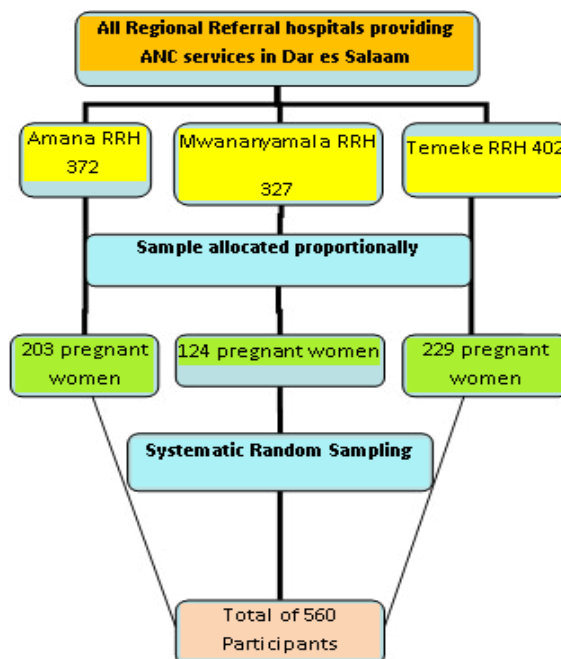 All Regional Referral hospitals providing
ANC services in Dar es Salaam
Amana RRH
372
Mwananyamala RRH
327
Temeke RRH 402
Sample allocated proportionally
203 pregnant
women
124 pregnant women
229 pregnant
women
Systematic Random Sampling
Total of 560
Participants